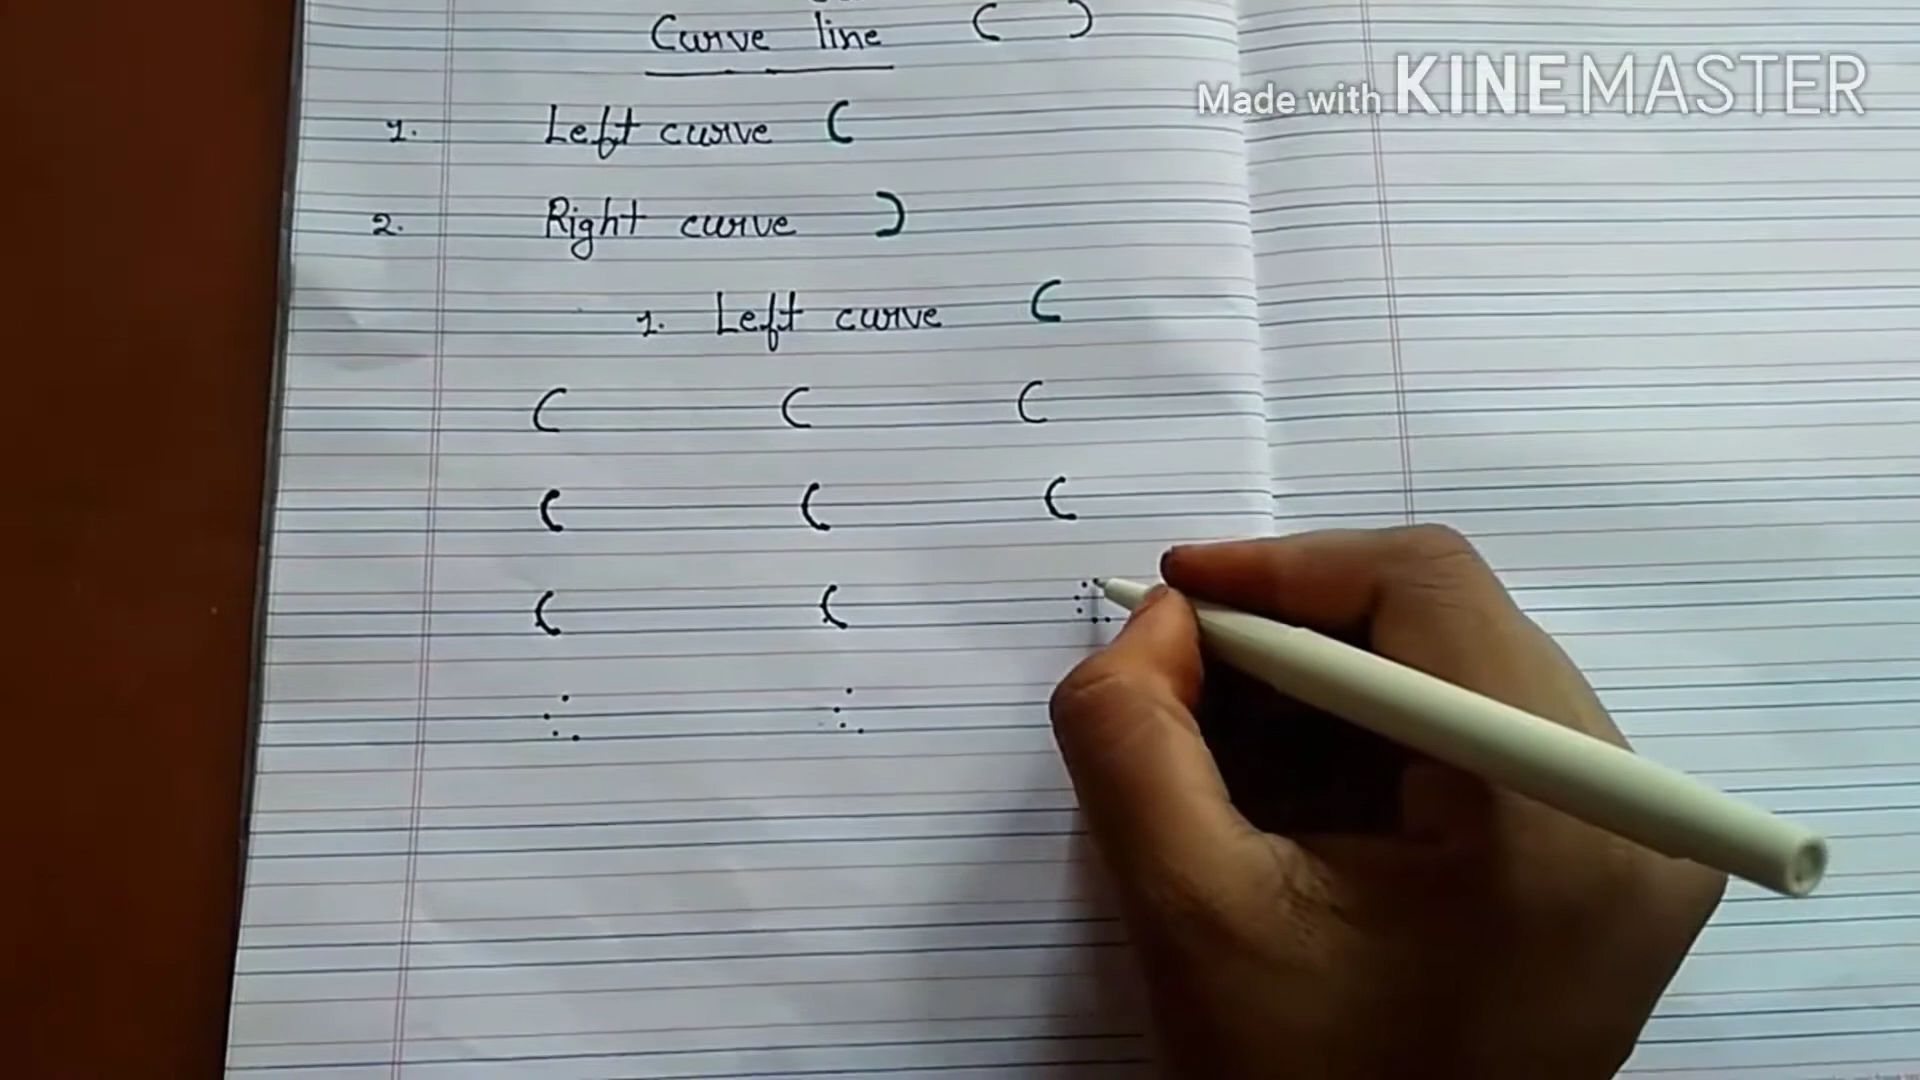 Curve line ( )
Made with KINEMASTER
1. Left curve (
2. Right curve )
1. Left curve (
( ( (
( ( (
( (